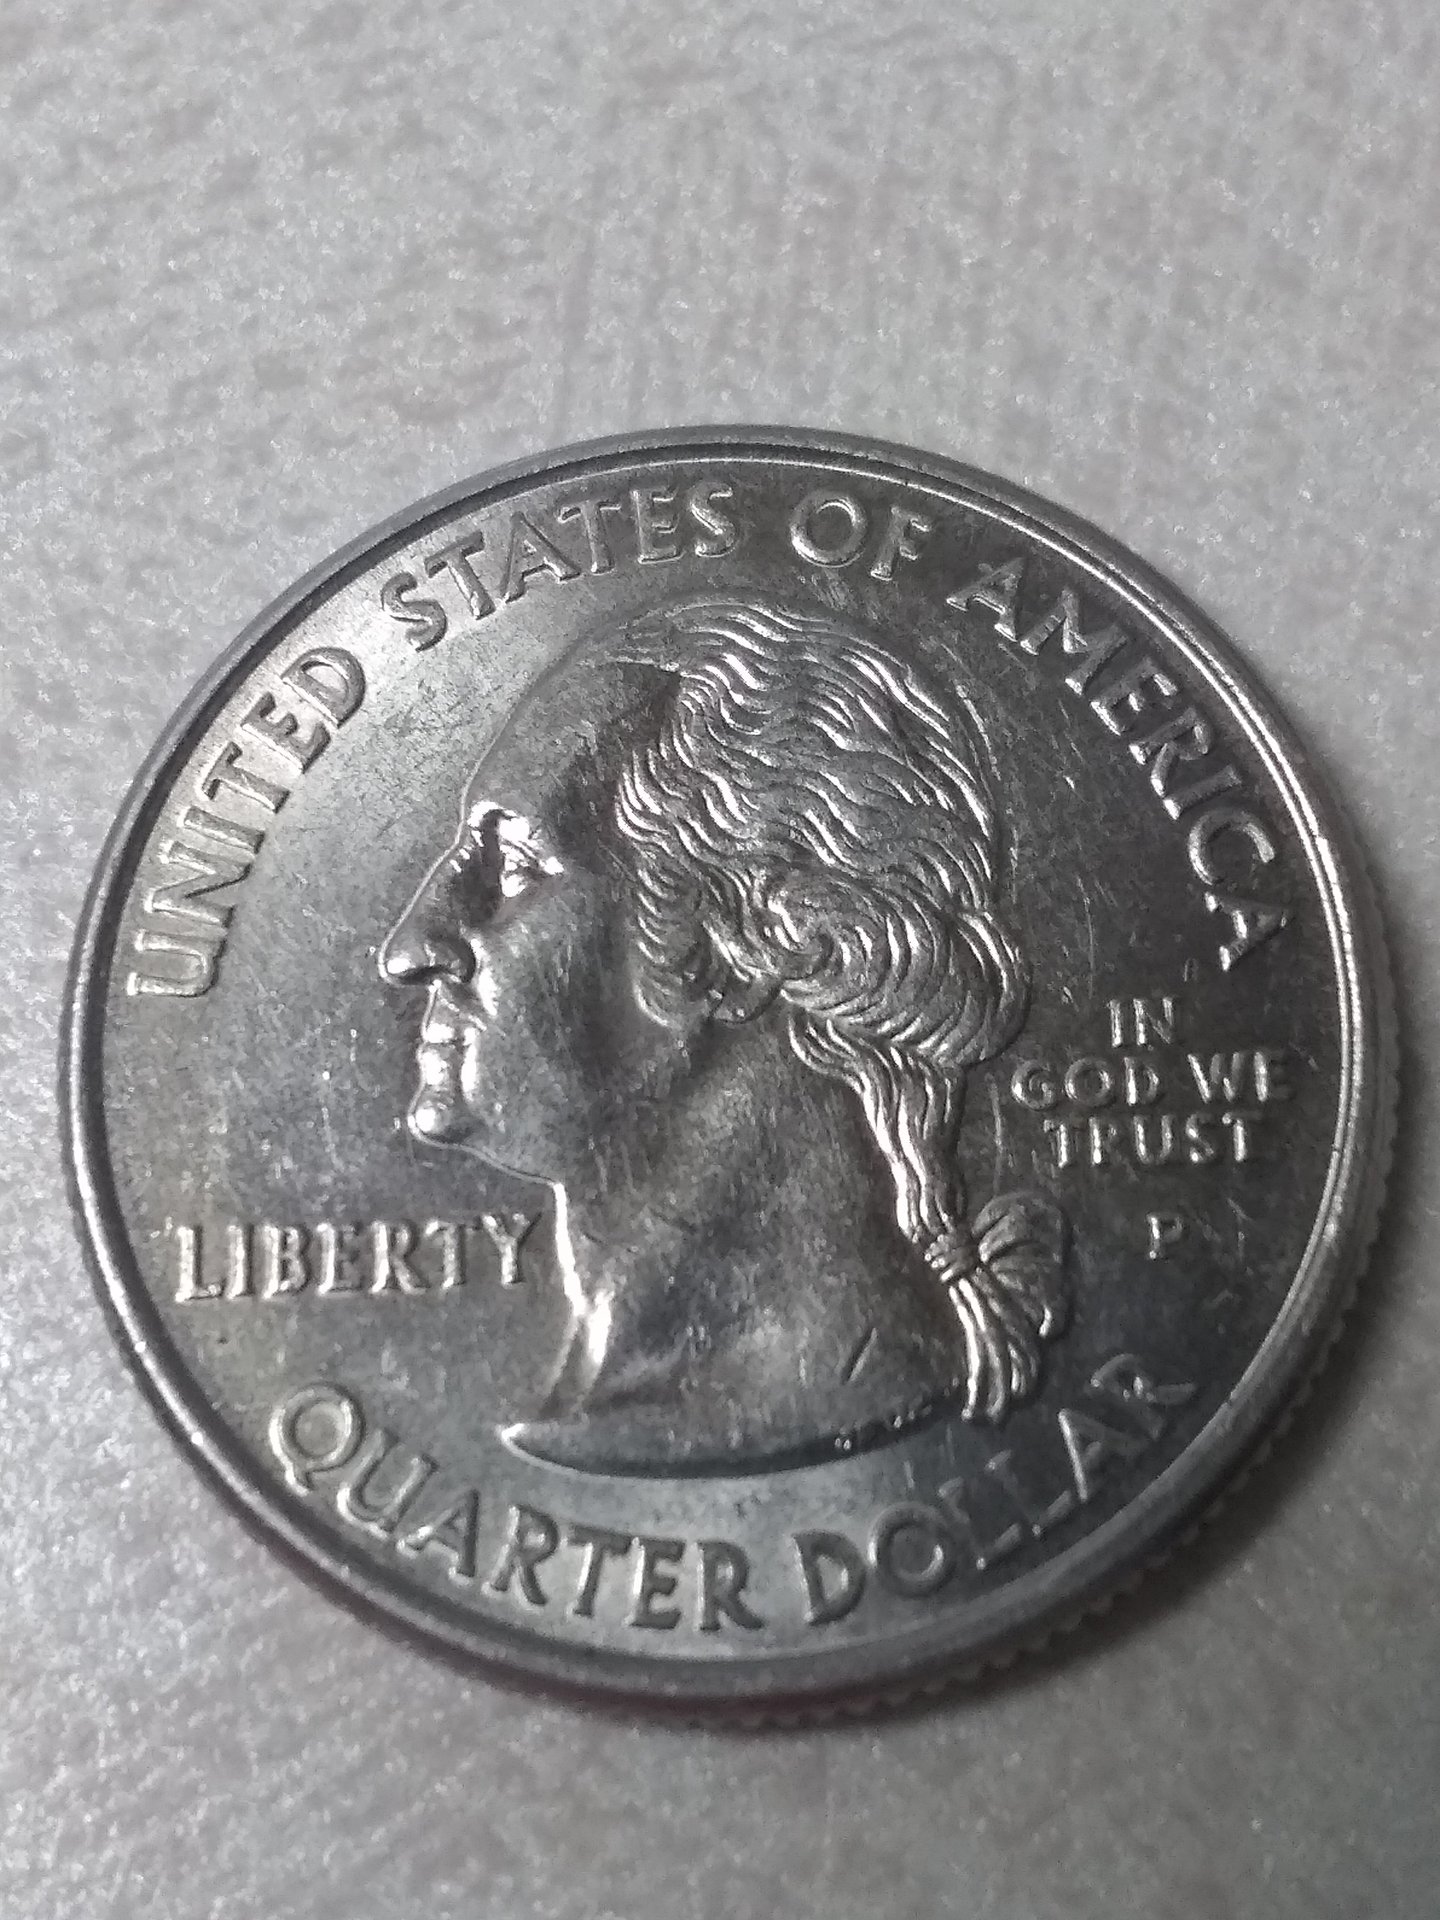 UNITED STATES OF AMERICA
LIBERTY
IN
GOD WE
TRUST
P
QUARTER DOLLAR